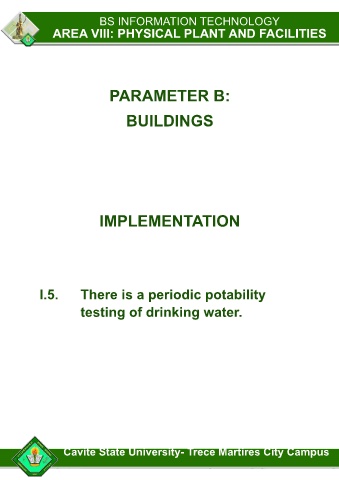 BS INFORMATION TECHNOLOGY
AREA VIII: PHYSICAL PLANT AND FACILITIES
PARAMETER B:
BUILDINGS
IMPLEMENTATION
I.5. There is a periodic potability
testing of drinking water.
Cavite State University- Trece Martires City Campus